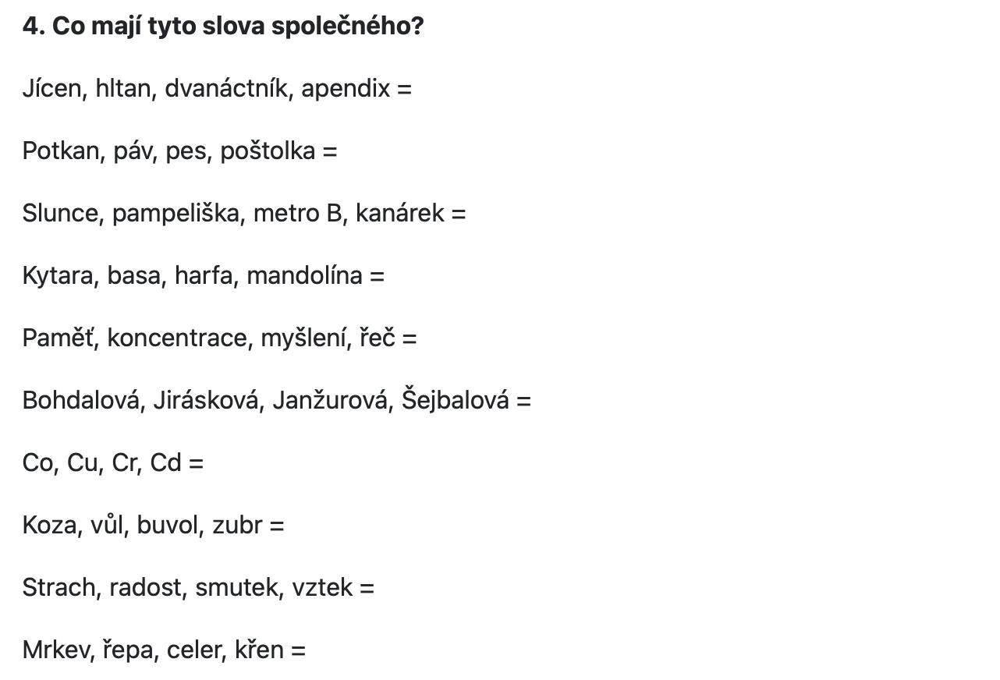 4. Co mají tyto slova společného?
Jícen, hltan, dvanáctník, apendix =
Potkan, páv, pes, poštolka =
Slunce, pampeliška, metro B, kanárek =
Kytara, basa, harfa, mandolína =
Paměť, koncentrace, myšlení, řeč =
Bohdalová, Jirásková, Janžurová, Šejbalová =
Co, Cu, Cr, Cd =
Koza, vůl, buvol, zubr =
Strach, radost, smutek, vztek =
Mrkev, řepa, celer, křen =